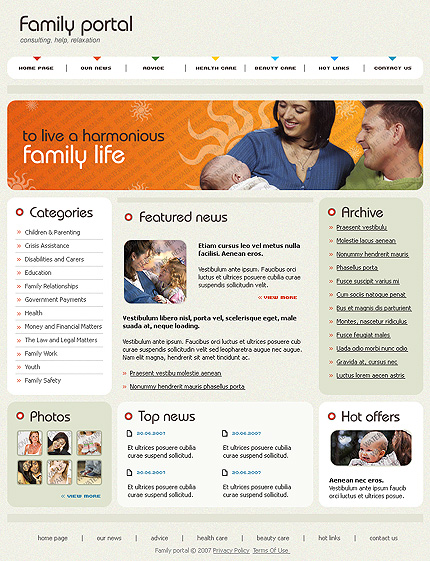 Family portal
consulting, help, relaxation
HOME PAGE | OUR NEWS | ADVICE | HEALTH CARE | BEAUTY CARE | HOT LINKS | CONTACT US
to live a harmonious
family life
Categories
» Children & Parenting
» Crisis Assistance
» Disabilities and Carers
» Education
» Family Relationships
» Government Payments
» Health
» Money and Financial Matters
» The Law and Legal Matters
» Family Work
» Youth
» Family Safety
Featured news
Etiam cursus leo vel metus nulla
facilisi. Aenean eros.
Vestibulum ipsum. Faucibus orci
luctus et ultrices posuere cubilia curae
suspend sollicitudin velit.
« VIEW MORE
Vestibulum libero nisl, porta vel, scelerisque eget, male
suada at, neque loading.
Vestibulum ipsum. Faucibus orci luctus et ultrices posuere cub
curae suspend sollicitudin velit sed leopharetra augue nec augue.
Nam elit magna, hendrerit sit amet tincidunt ac.
» Praesent vestibu molestie aenean
» Nonummy hendrerit mauris phasellus porta
Archive
» Praesent vestibulu
» Molestie lacus aenean
» Nonummy hendrerit mauris
» Phasellus porta
» Fusce suscipit varius mi
» Cum sociis natoque penat
» Bus et magnis dis parturient
» Montes, nascetur ridiculus
» Fusce feugiat males
» Uada odio morbi nunc odio
» Gravida at, cursus nec
» Luctus lorem aecen astris
Photos
« VIEW MORE
Top news
20.06.2007
Et ultrices posuere cubilia
curae suspend sollicitud.
20.06.2007
Et ultrices posuere cubilia
curae suspend sollicitud.
20.06.2007
Et ultrices posuere cubilia
curae suspend sollicitud.
20.06.2007
Et ultrices posuere cubilia
curae suspend sollicitud.
Hot offers
Aenean nec eros.
Vestibulum ante ipsum faucib
orci luctus et ultrices posue.
home page | our news | advice | health care | beauty care | hot links | contact us
Family portal © 2007 Privacy Policy Terms Of Use